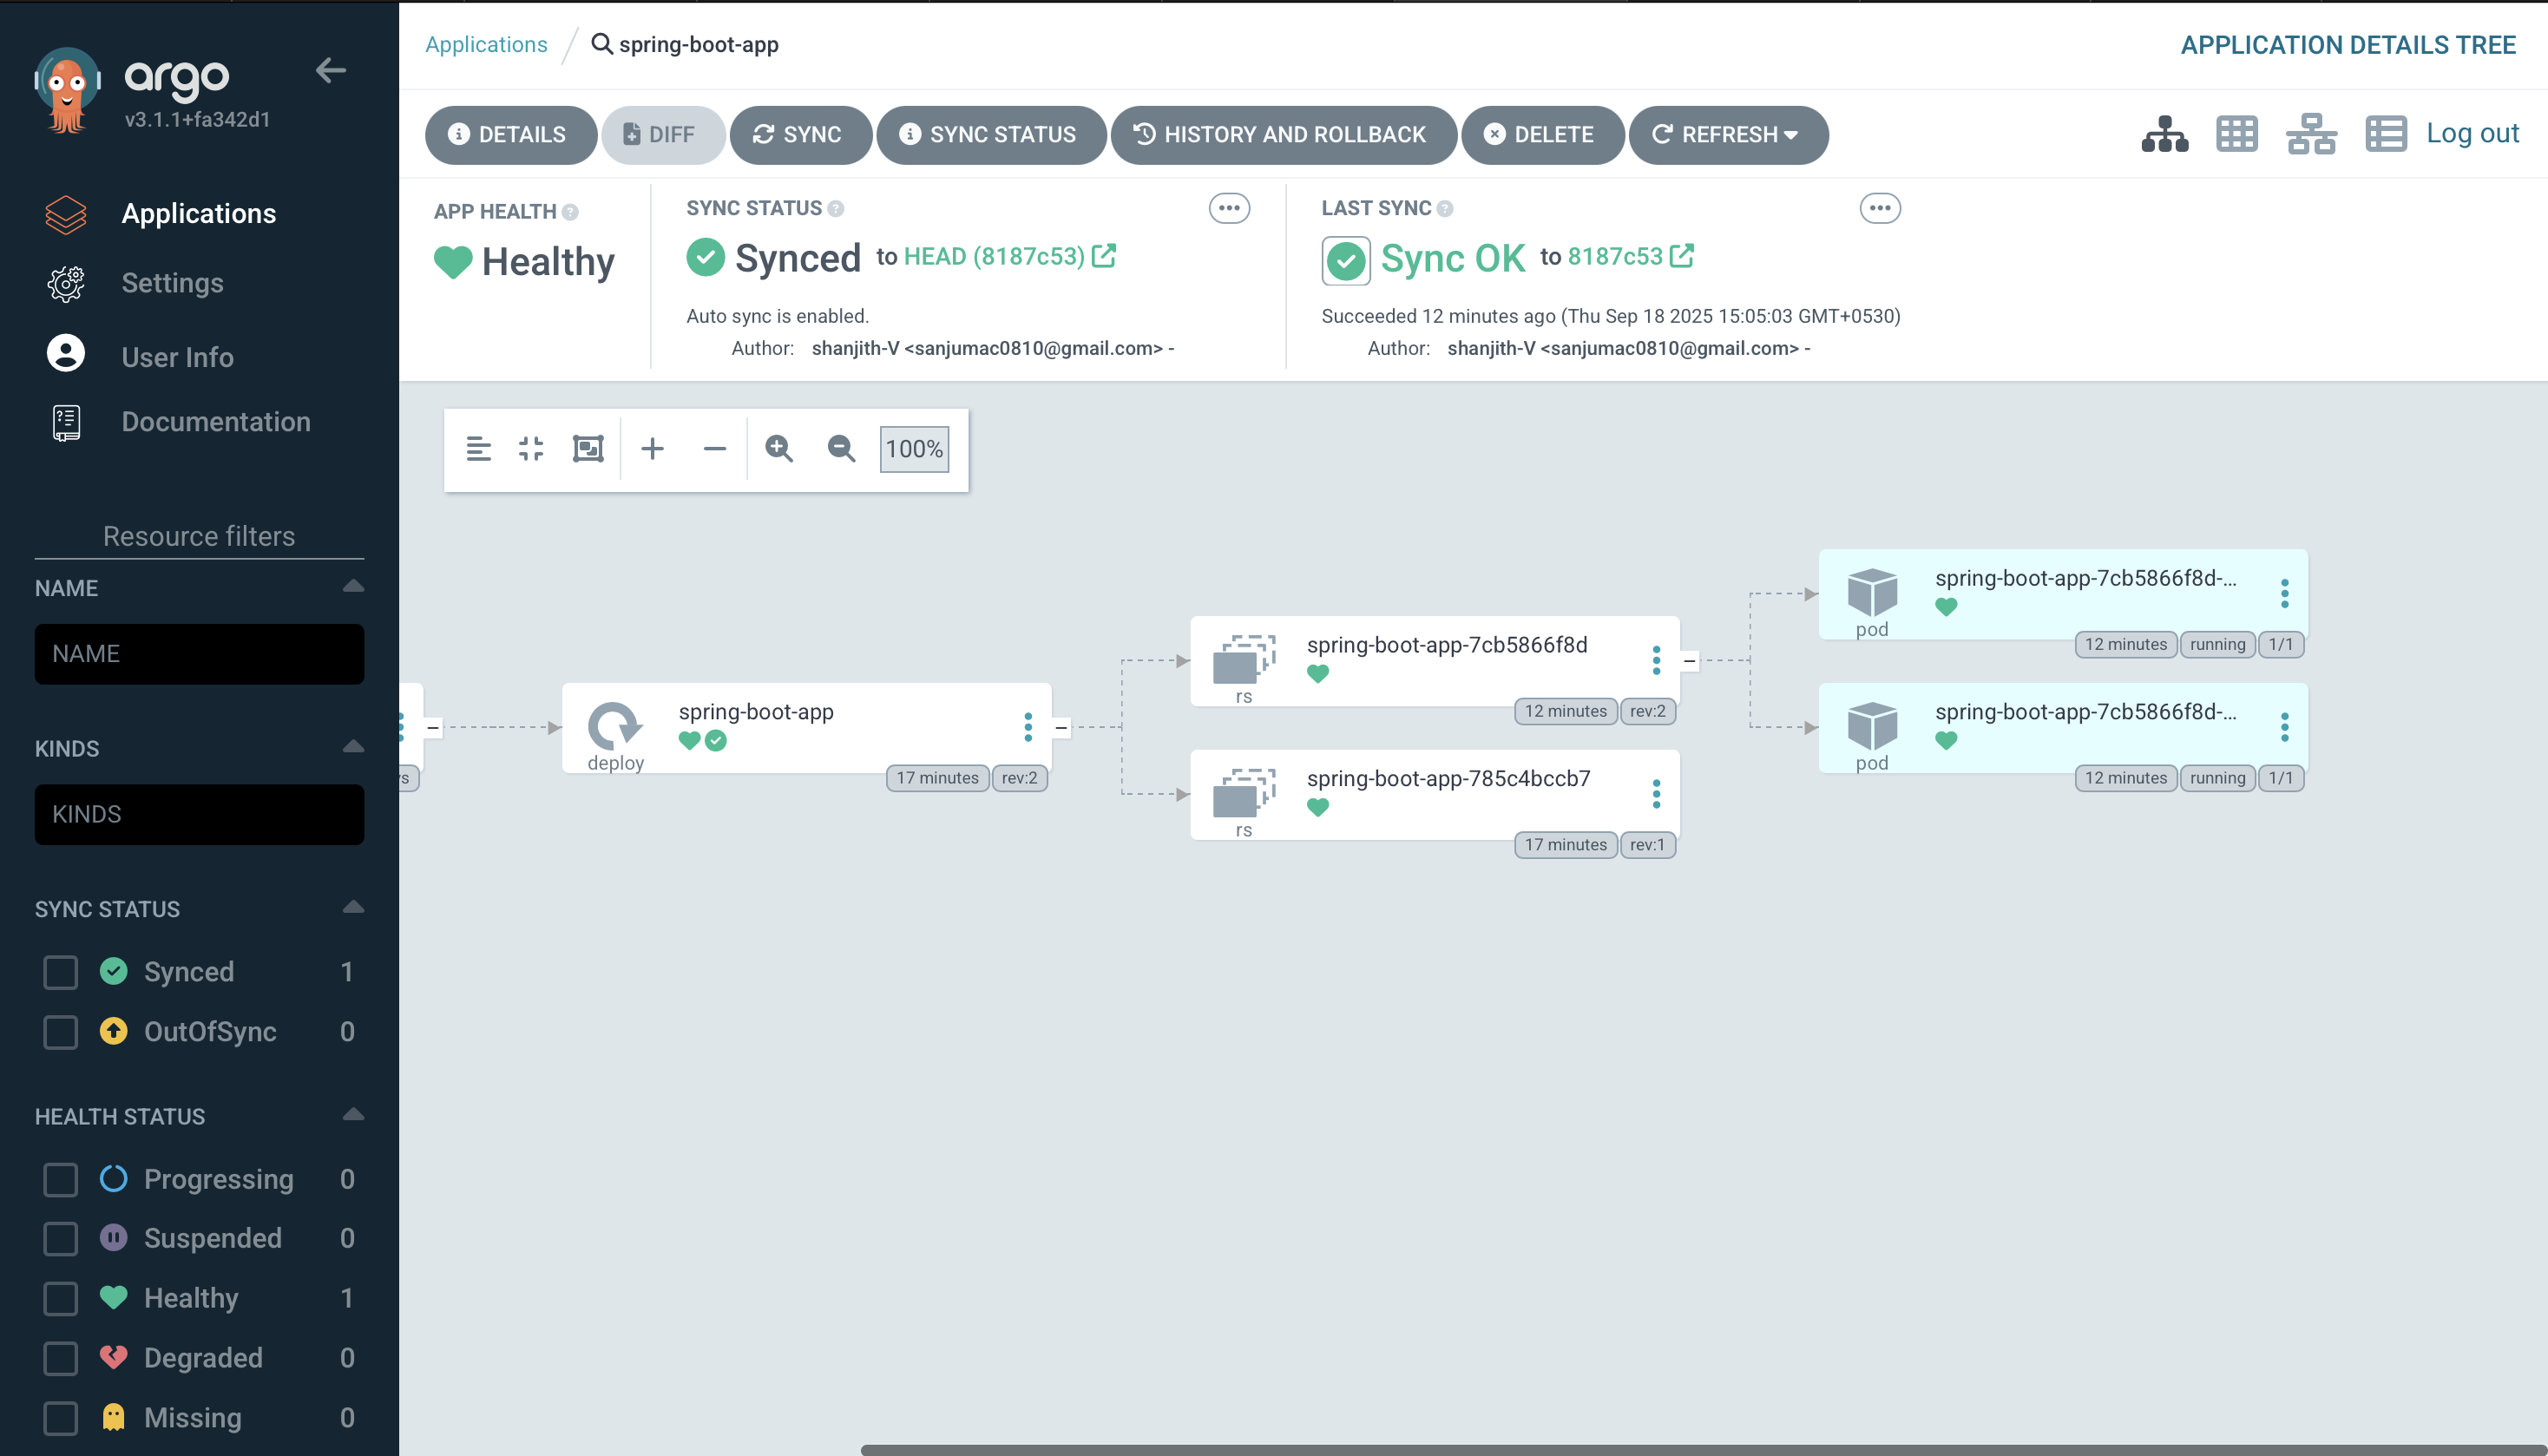 argo
v3.1.1+fa342d1
Applications
Settings
User Info
Documentation
Resource filters
NAME
NAME
KINDS
KINDS
SYNC STATUS
Synced 1
OutOfSync 0
HEALTH STATUS
Progressing 0
Suspended 0
Healthy 1
Degraded 0
Missing 0
Applications / spring-boot-app
APPLICATION DETAILS TREE
DETAILS DIFF SYNC SYNC STATUS HISTORY AND ROLLBACK DELETE REFRESH
Log out
APP HEALTH
Healthy
SYNC STATUS
Synced to HEAD (8187c53)
Auto sync is enabled.
Author: shanjith-V <sanjumac0810@gmail.com> -
LAST SYNC
Sync OK to 8187c53
Succeeded 12 minutes ago (Thu Sep 18 2025 15:05:03 GMT+0530)
Author: shanjith-V <sanjumac0810@gmail.com> -
100%
spring-boot-app
deploy
17 minutes rev:2
spring-boot-app-7cb5866f8d
rs
12 minutes rev:2
spring-boot-app-785c4bccb7
rs
17 minutes rev:1
spring-boot-app-7cb5866f8d-...
pod
12 minutes running 1/1
spring-boot-app-7cb5866f8d-...
pod
12 minutes running 1/1